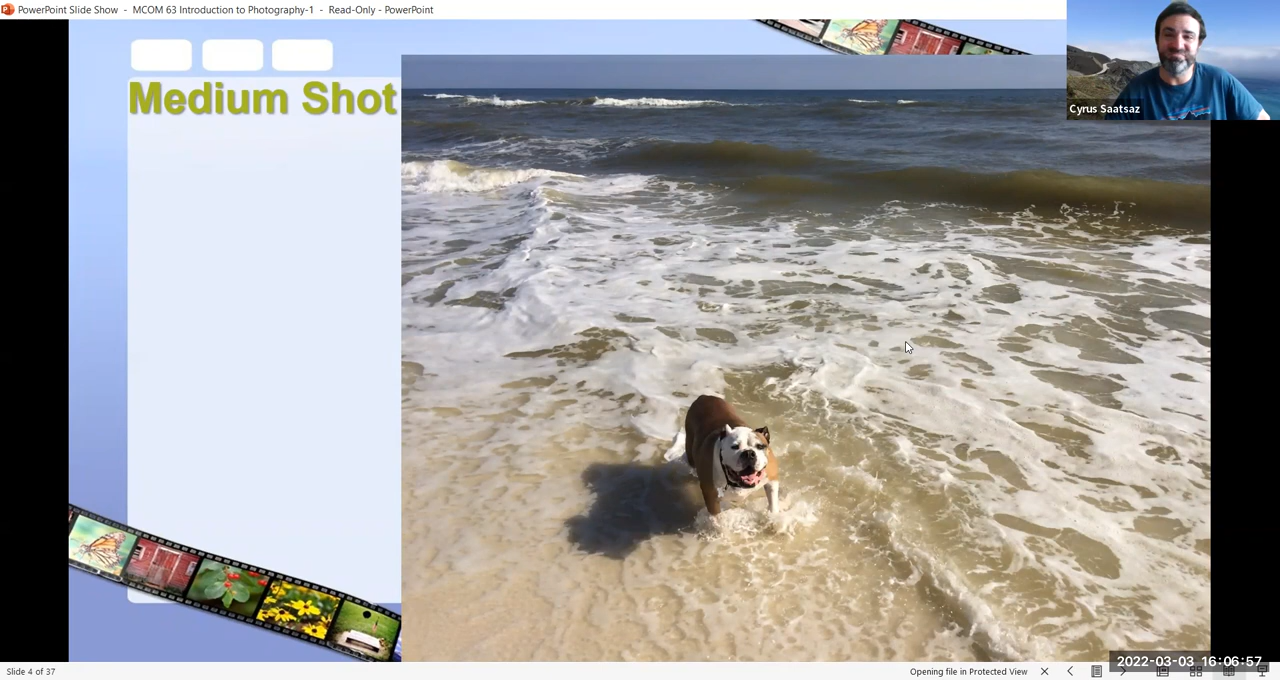 PowerPoint Slide Show - MCOM 63 Introduction to Photography-1 - Read-Only - PowerPoint
Medium Shot
Cyrus Saatsaz
Slide 4 of 37
Opening file in Protected View
2022-03-03 16:06:57